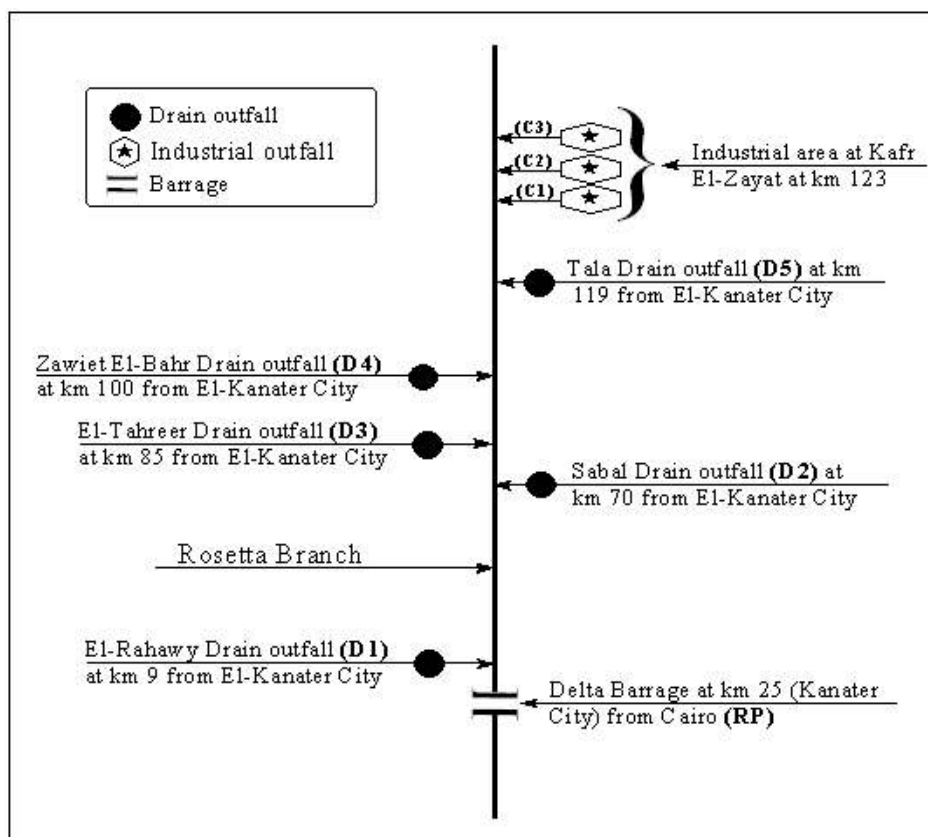 Drain outfall
Industrial outfall
Barrage
(C3)
(C2)
(C1)
Industrial area at Kafr
El-Zayat at km 123
Tala Drain outfall (D5) at km
119 from El-Kanater City
Zawiet El-Bahr Drain outfall (D4)
at km 100 from El-Kanater City
El-Tahreer Drain outfall (D3)
at km 85 from El-Kanater City
Sabal Drain outfall (D2) at
km 70 from El-Kanater City
Rosetta Branch
El-Rahawy Drain outfall (D1)
at km 9 from El-Kanater City
Delta Barrage at km 25 (Kanater
City) from Cairo (RP)